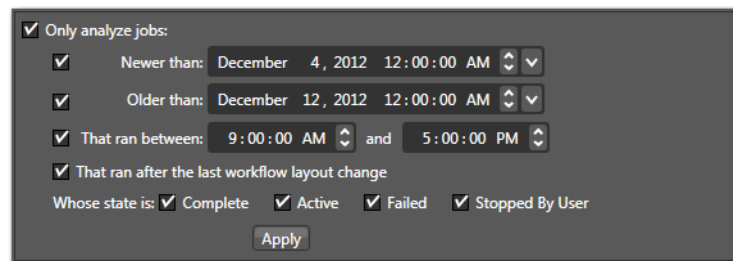 Only analyze jobs:
Newer than: December 4, 2012 12:00:00 AM
Older than: December 12, 2012 12:00:00 AM
That ran between: 9:00:00 AM and 5:00:00 PM
That ran after the last workflow layout change
Whose state is: Complete Active Failed Stopped By User
Apply